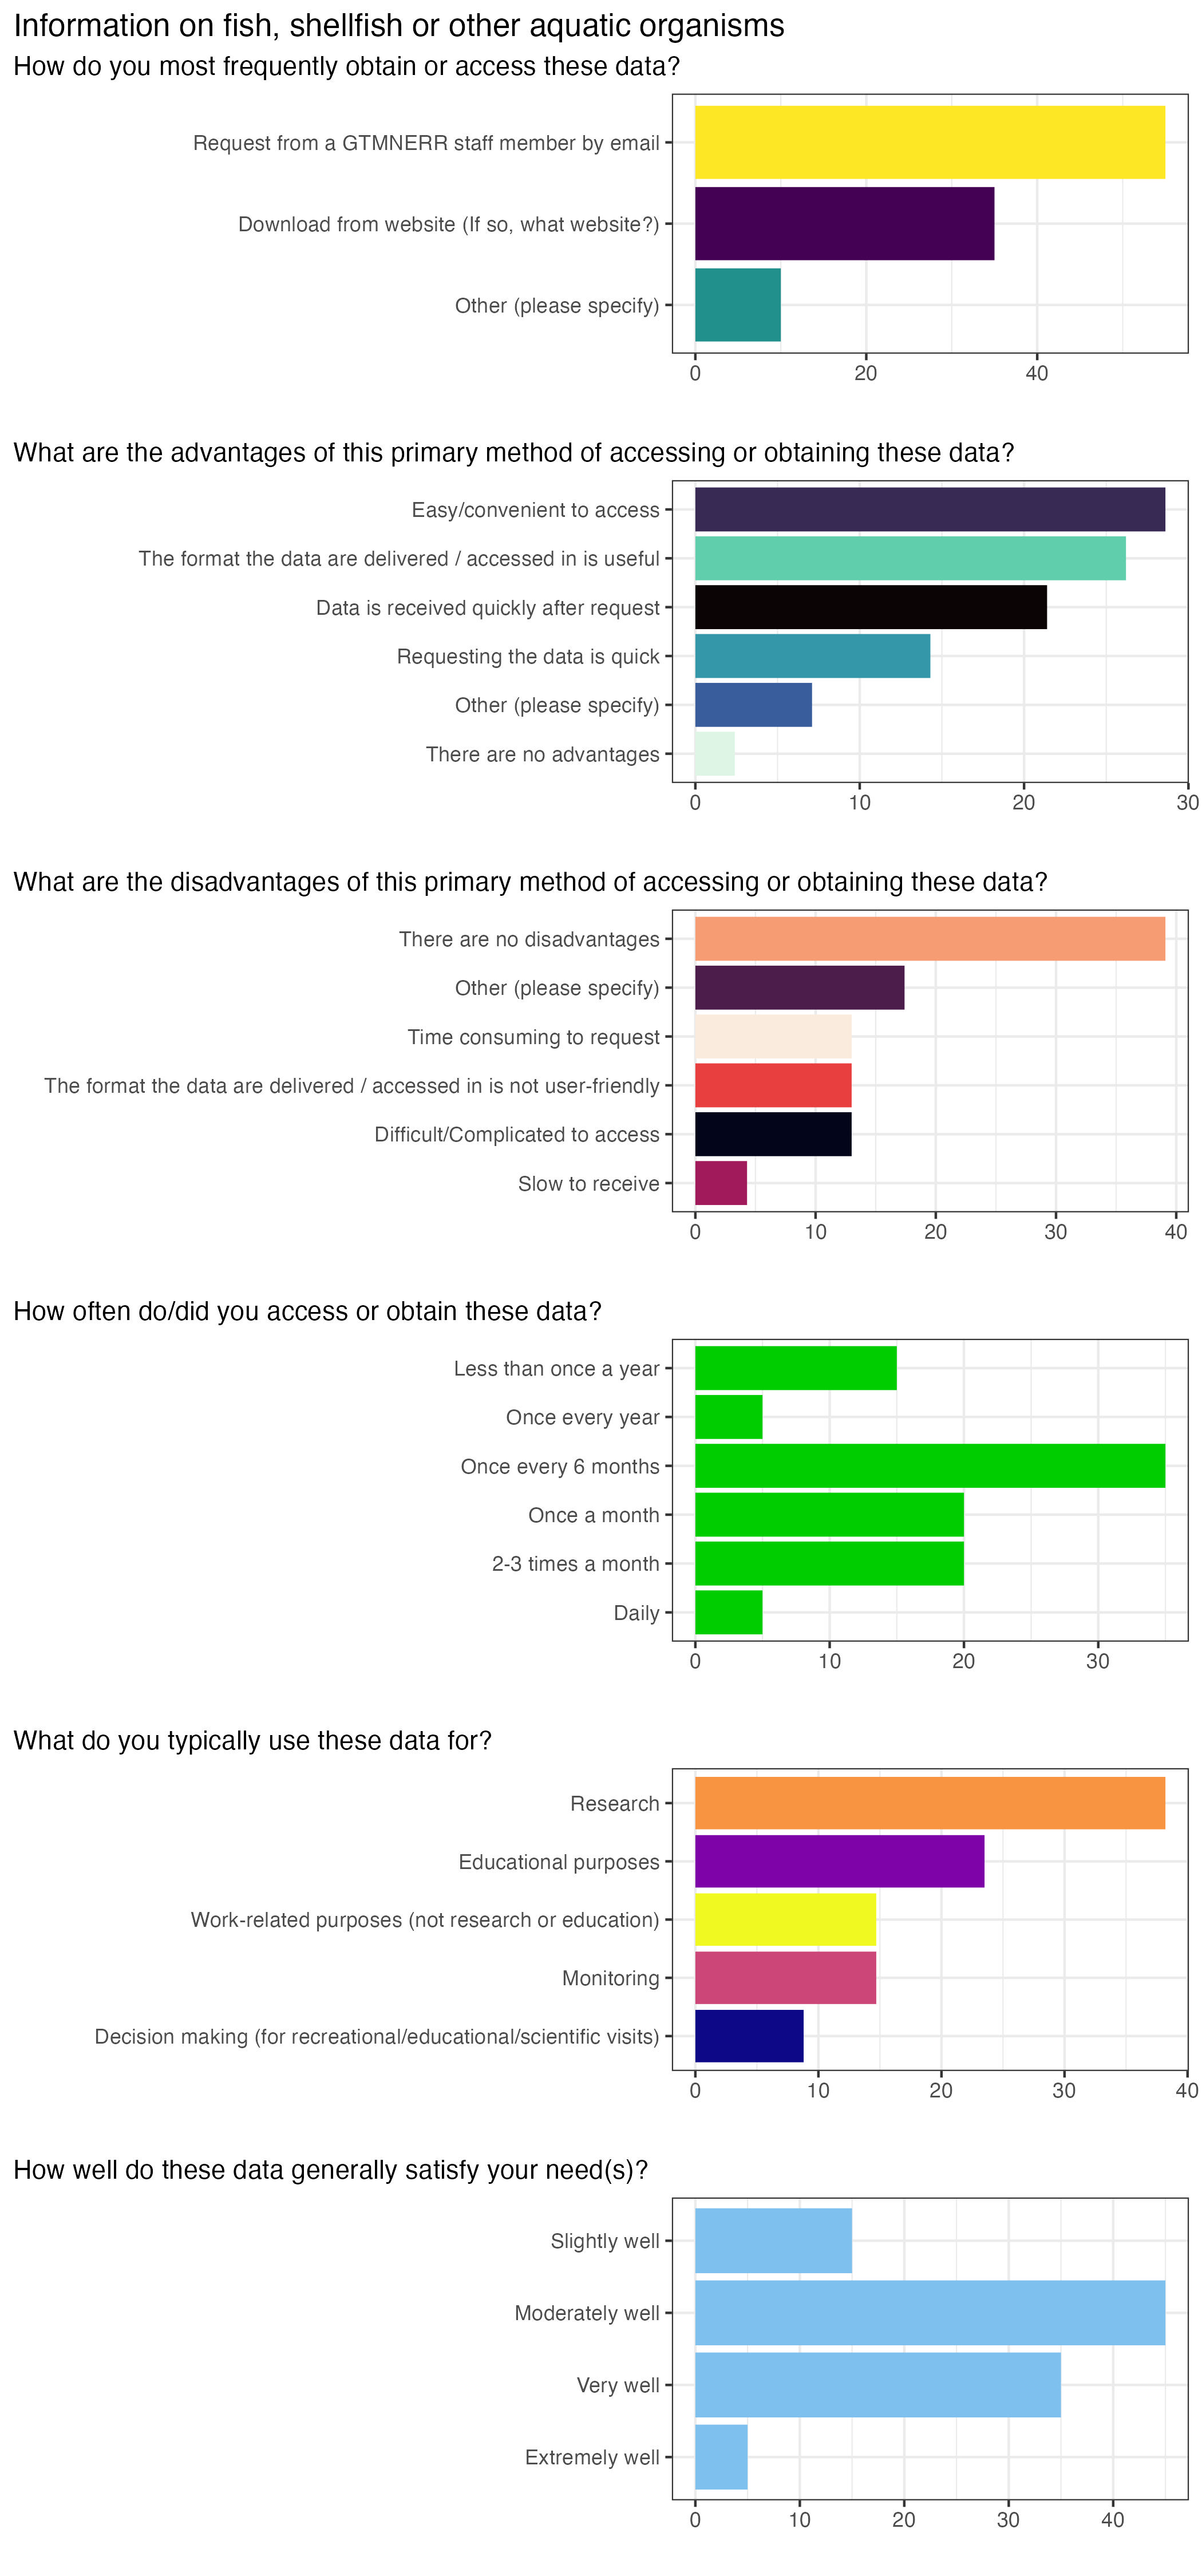 Information on fish, shellfish or other aquatic organisms
How do you most frequently obtain or access these data?
Request from a GTMNERR staff member by email
Download from website (If so, what website?)
Other (please specify)
0 20 40
What are the advantages of this primary method of accessing or obtaining these data?
Easy/convenient to access
The format the data are delivered / accessed in is useful
Data is received quickly after request
Requesting the data is quick
Other (please specify)
There are no advantages
0 10 20 30
What are the disadvantages of this primary method of accessing or obtaining these data?
There are no disadvantages
Other (please specify)
Time consuming to request
The format the data are delivered / accessed in is not user-friendly
Difficult/Complicated to access
Slow to receive
0 10 20 30 40
How often do/did you access or obtain these data?
Less than once a year
Once every year
Once every 6 months
Once a month
2-3 times a month
Daily
0 10 20 30
What do you typically use these data for?
Research
Educational purposes
Work-related purposes (not research or education)
Monitoring
Decision making (for recreational/educational/scientific visits)
0 10 20 30 40
How well do these data generally satisfy your need(s)?
Slightly well
Moderately well
Very well
Extremely well
0 10 20 30 40